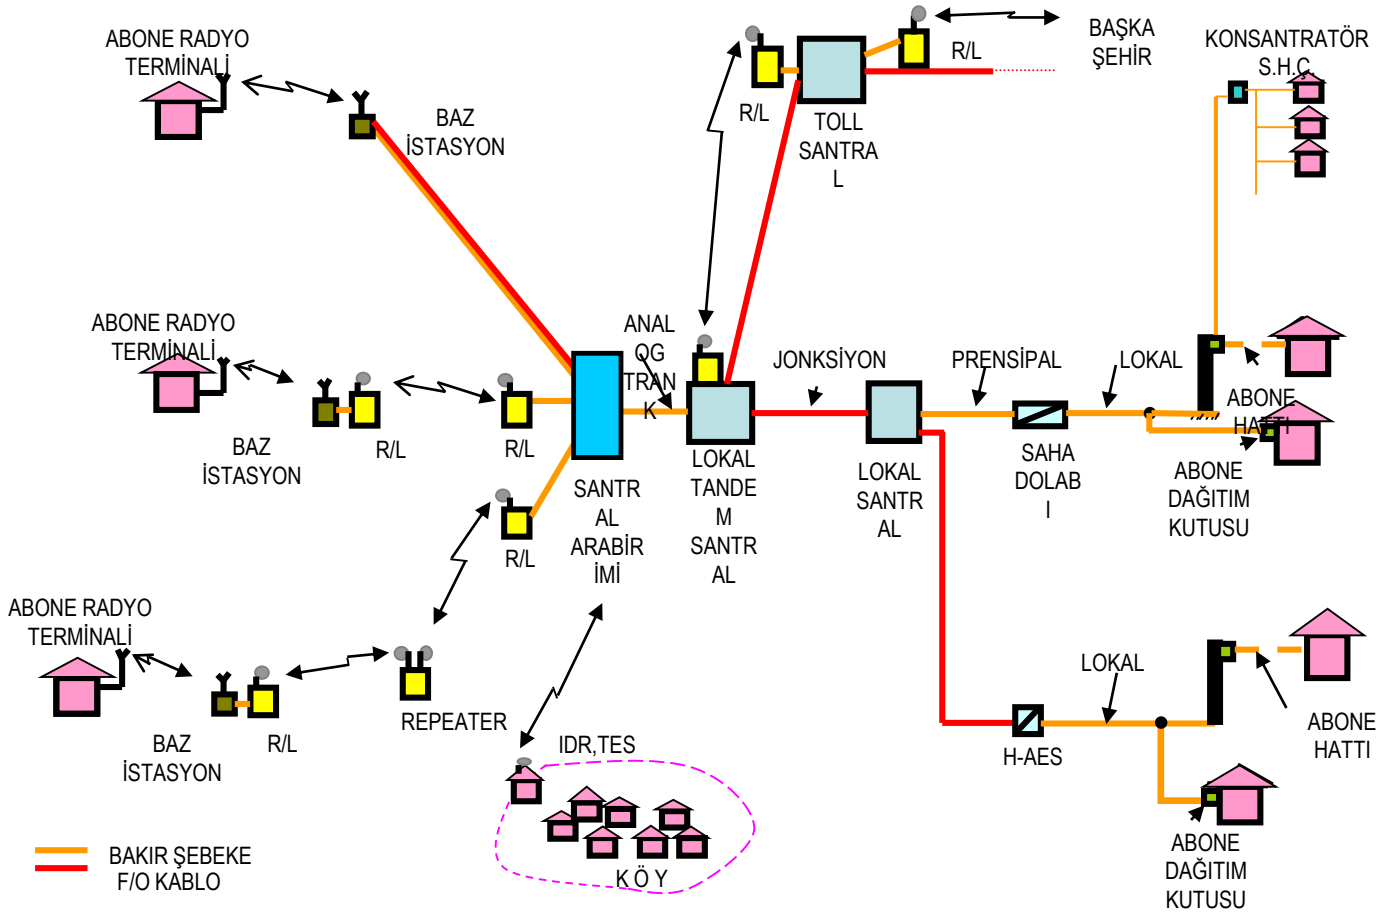 ABONE RADYO
TERMİNALİ
BAZ
İSTASYON
R/L
TOLL
SANTRA
L
R/L
BAŞKA
ŞEHİR
KONSANTRATÖR
S.H.Ç.
ABONE RADYO
TERMİNALİ
BAZ
İSTASYON
R/L
R/L
R/L
ANAL
OG
TRAN
K
JONKSİYON
PRENSİPAL
LOKAL
ABONE
HATTI
SANTR
AL
ARABİR
İMİ
LOKAL
TANDE
M
SANTR
AL
LOKAL
SANTR
AL
SAHA
DOLAB
I
ABONE
DAĞITIM
KUTUSU
ABONE RADYO
TERMİNALİ
BAZ
İSTASYON
R/L
REPEATER
IDR,TES
K Ö Y
H-AES
LOKAL
ABONE
HATTI
ABONE
DAĞITIM
KUTUSU
BAKIR ŞEBEKE
F/O KABLO